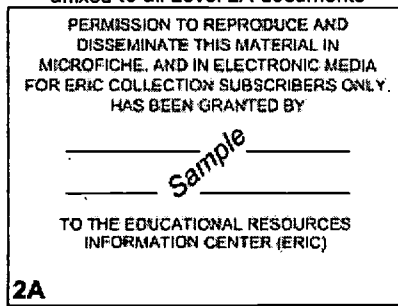 affixed to all Level 2A documents
PERMISSION TO REPRODUCE AND
DISSEMINATE THIS MATERIAL IN
MICROFICHE, AND IN ELECTRONIC MEDIA
FOR ERIC COLLECTION SUBSCRIBERS ONLY,
HAS BEEN GRANTED BY
Sample
TO THE EDUCATIONAL RESOURCES
INFORMATION CENTER (ERIC)
2A